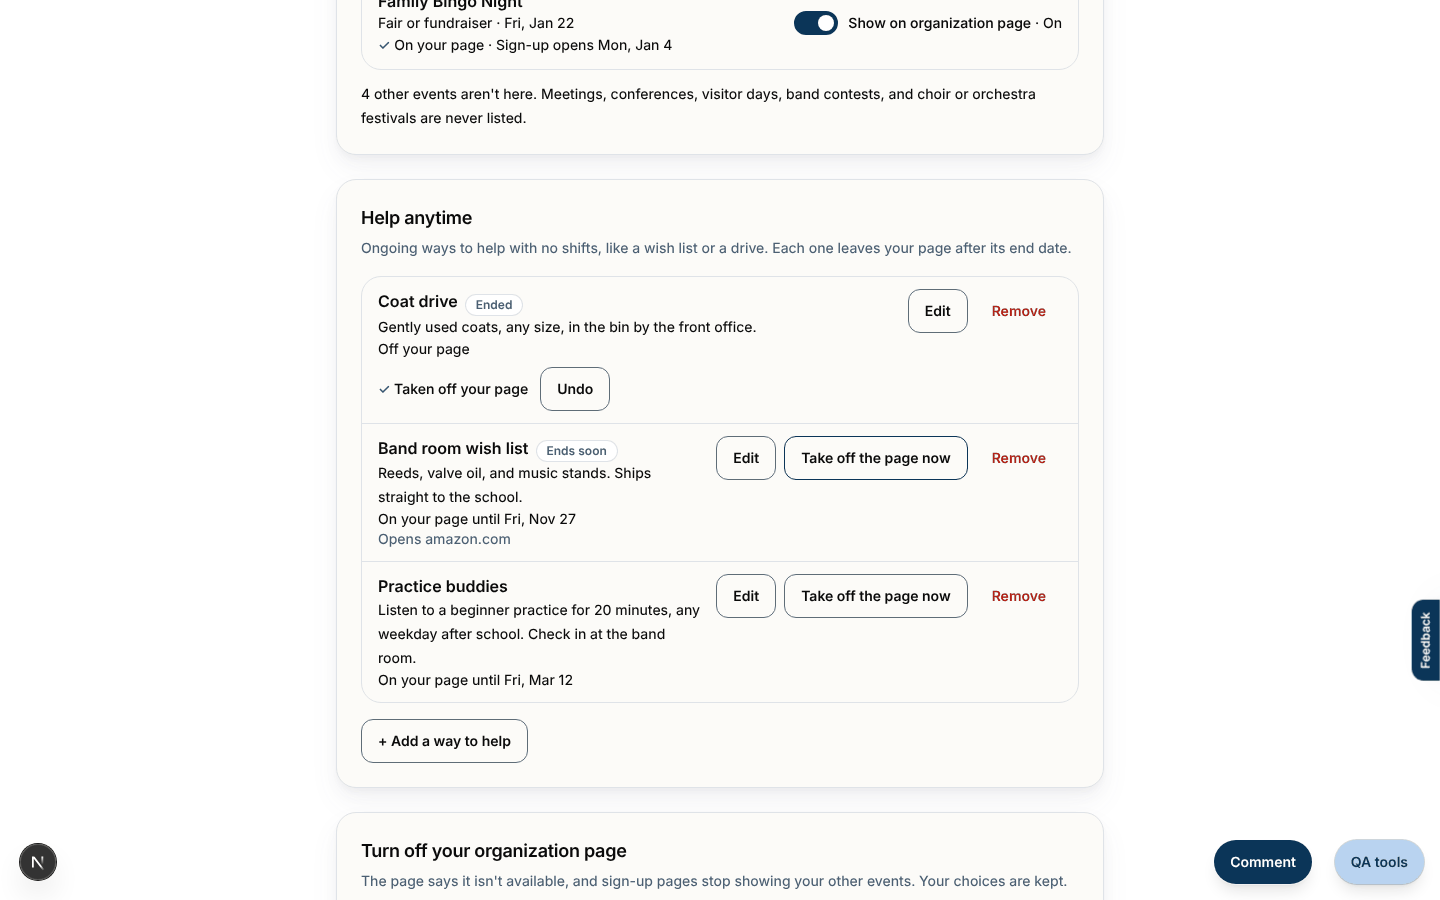 Family Bingo Night
Fair or fundraiser · Fri, Jan 22
Show on organization page · On
✓ On your page · Sign-up opens Mon, Jan 4
4 other events aren't here. Meetings, conferences, visitor days, band contests, and choir or orchestra
festivals are never listed.
Help anytime
Ongoing ways to help with no shifts, like a wish list or a drive. Each one leaves your page after its end date.
Coat drive Ended
Edit Remove
Gently used coats, any size, in the bin by the front office.
Off your page
✓ Taken off your page Undo
Band room wish list Ends soon
Edit Take off the page now Remove
Reeds, valve oil, and music stands. Ships
straight to the school.
On your page until Fri, Nov 27
Opens amazon.com
Practice buddies
Edit Take off the page now Remove
Listen to a beginner practice for 20 minutes, any
weekday after school. Check in at the band
room.
On your page until Fri, Mar 12
+ Add a way to help
Turn off your organization page
The page says it isn't available, and sign-up pages stop showing your other events. Your choices are kept.
Feedback
N
Comment
QA tools